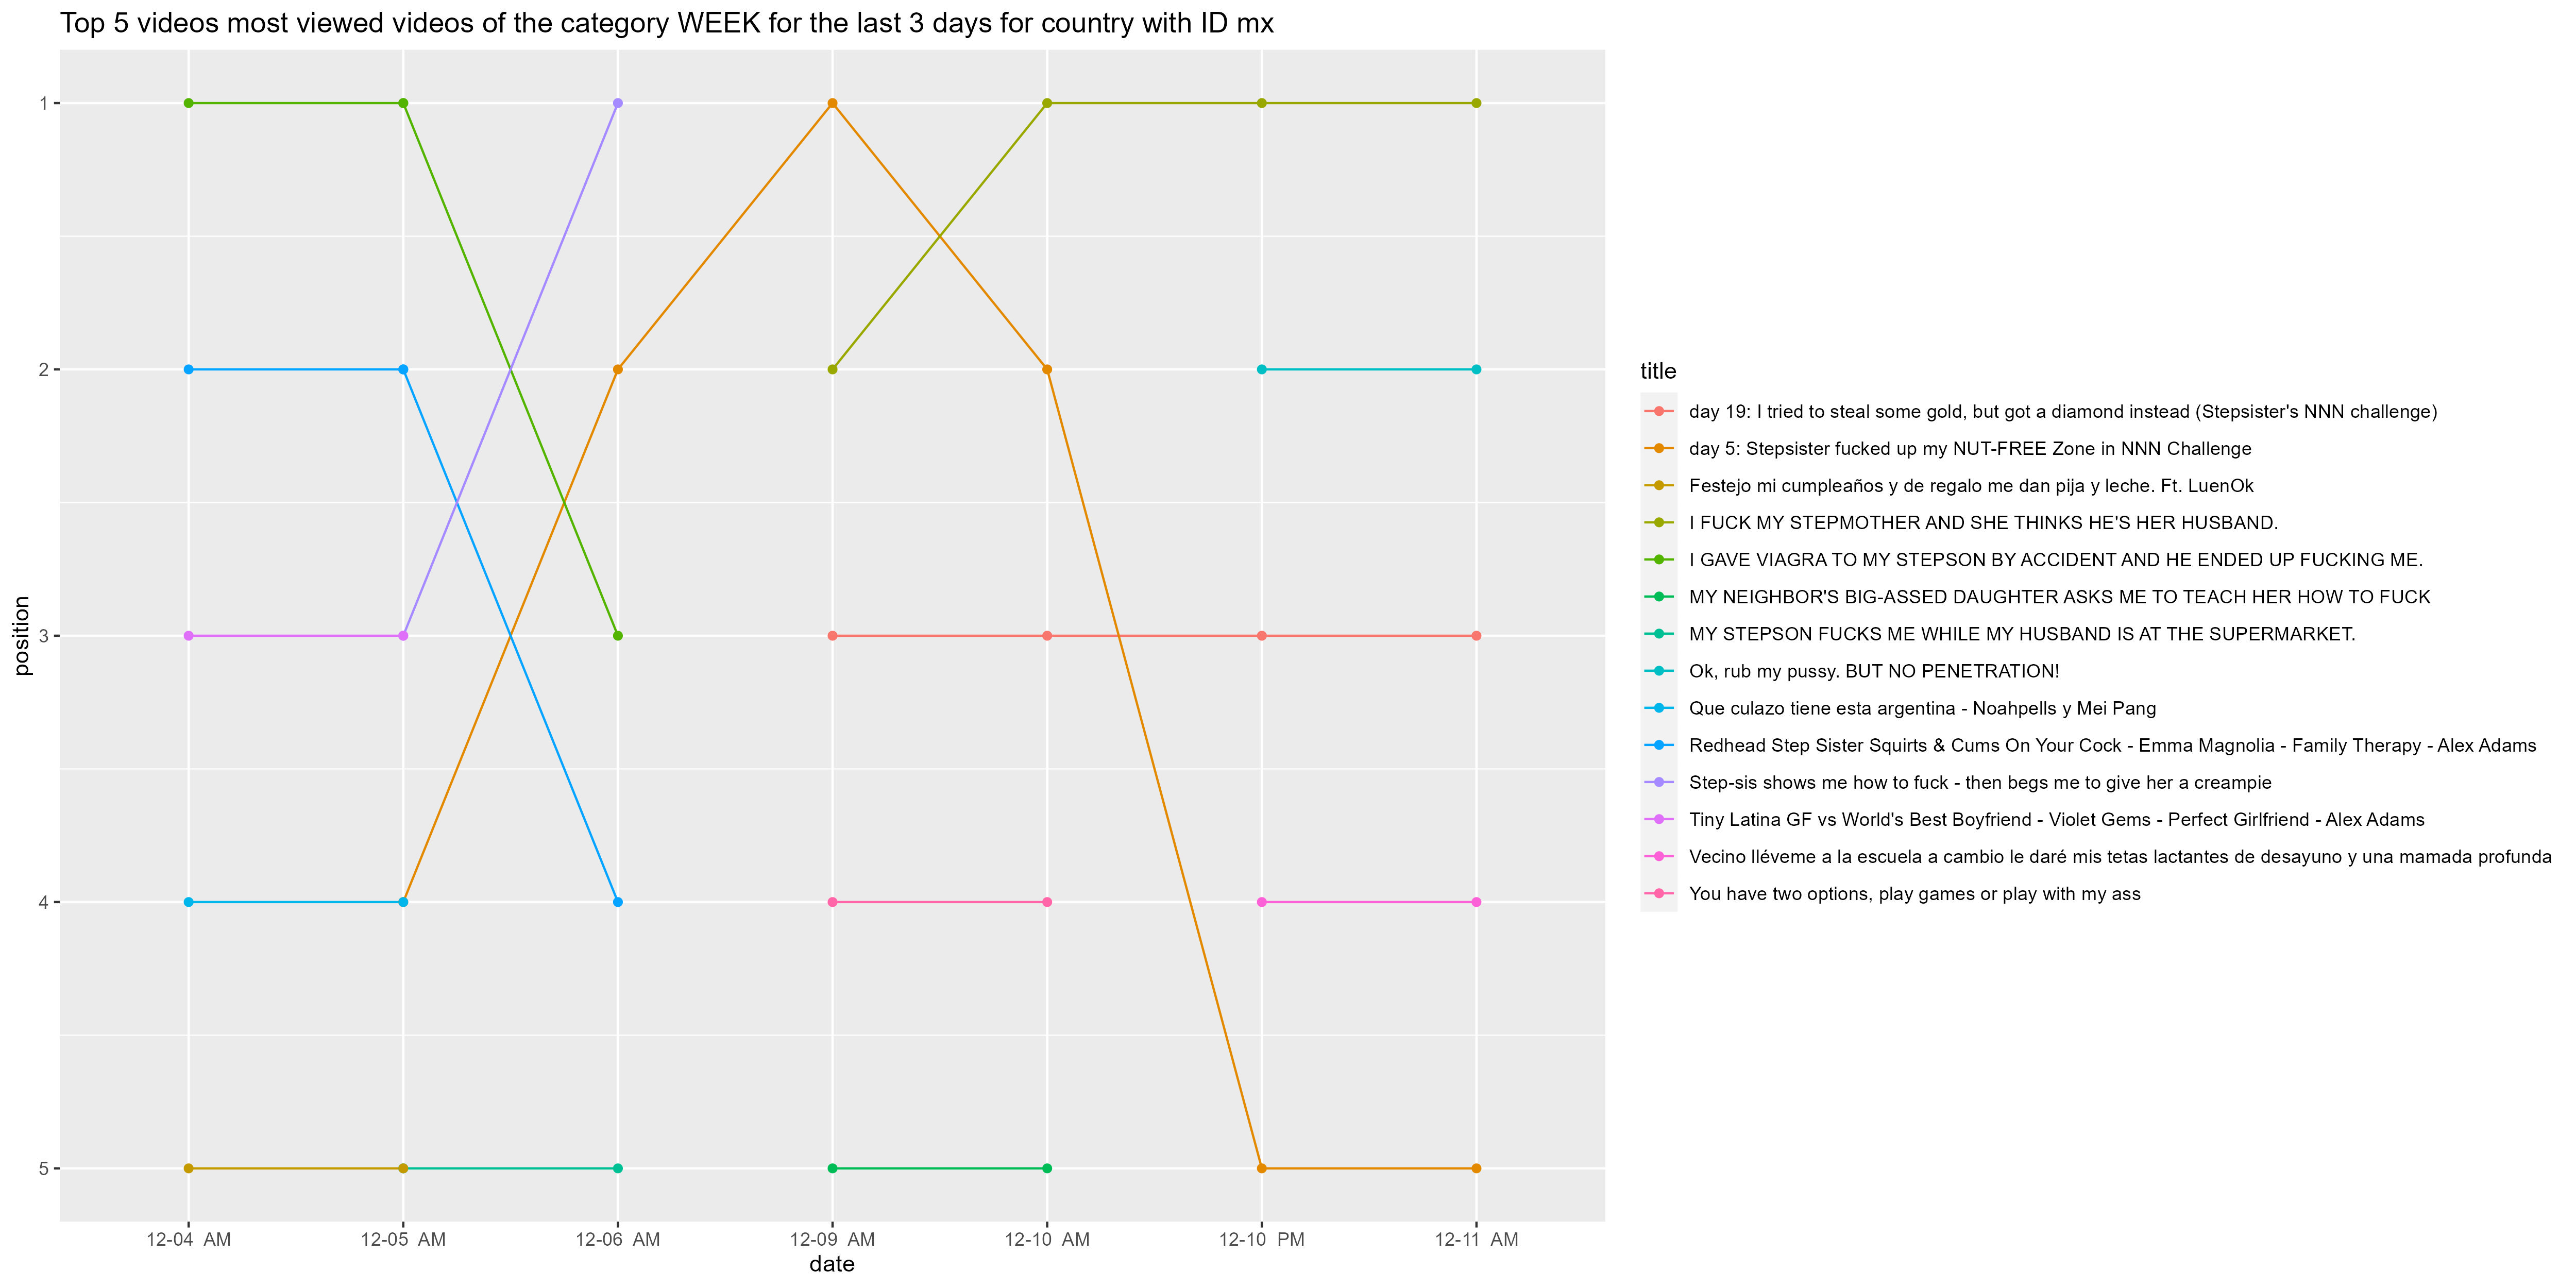 Top 5 videos most viewed videos of the category WEEK for the last 3 days for country with ID mx
position
1
2
3
4
5
12-04 AM
12-05 AM
12-06 AM
12-09 AM
12-10 AM
12-10 PM
12-11 AM
date
title
day 19: I tried to steal some gold, but got a diamond instead (Stepsister's NNN challenge)
day 5: Stepsister fucked up my NUT-FREE Zone in NNN Challenge
Festejo mi cumpleaños y de regalo me dan pija y leche. Ft. LuenOk
I FUCK MY STEPMOTHER AND SHE THINKS HE'S HER HUSBAND.
I GAVE VIAGRA TO MY STEPSON BY ACCIDENT AND HE ENDED UP FUCKING ME.
MY NEIGHBOR'S BIG-ASSED DAUGHTER ASKS ME TO TEACH HER HOW TO FUCK
MY STEPSON FUCKS ME WHILE MY HUSBAND IS AT THE SUPERMARKET.
Ok, rub my pussy. BUT NO PENETRATION!
Que culazo tiene esta argentina - Noahpells y Mei Pang
Redhead Step Sister Squirts & Cums On Your Cock - Emma Magnolia - Family Therapy - Alex Adams
Step-sis shows me how to fuck - then begs me to give her a creampie
Tiny Latina GF vs World's Best Boyfriend - Violet Gems - Perfect Girlfriend - Alex Adams
Vecino lléveme a la escuela a cambio le daré mis tetas lactantes de desayuno y una mamada profunda
You have two options, play games or play with my ass